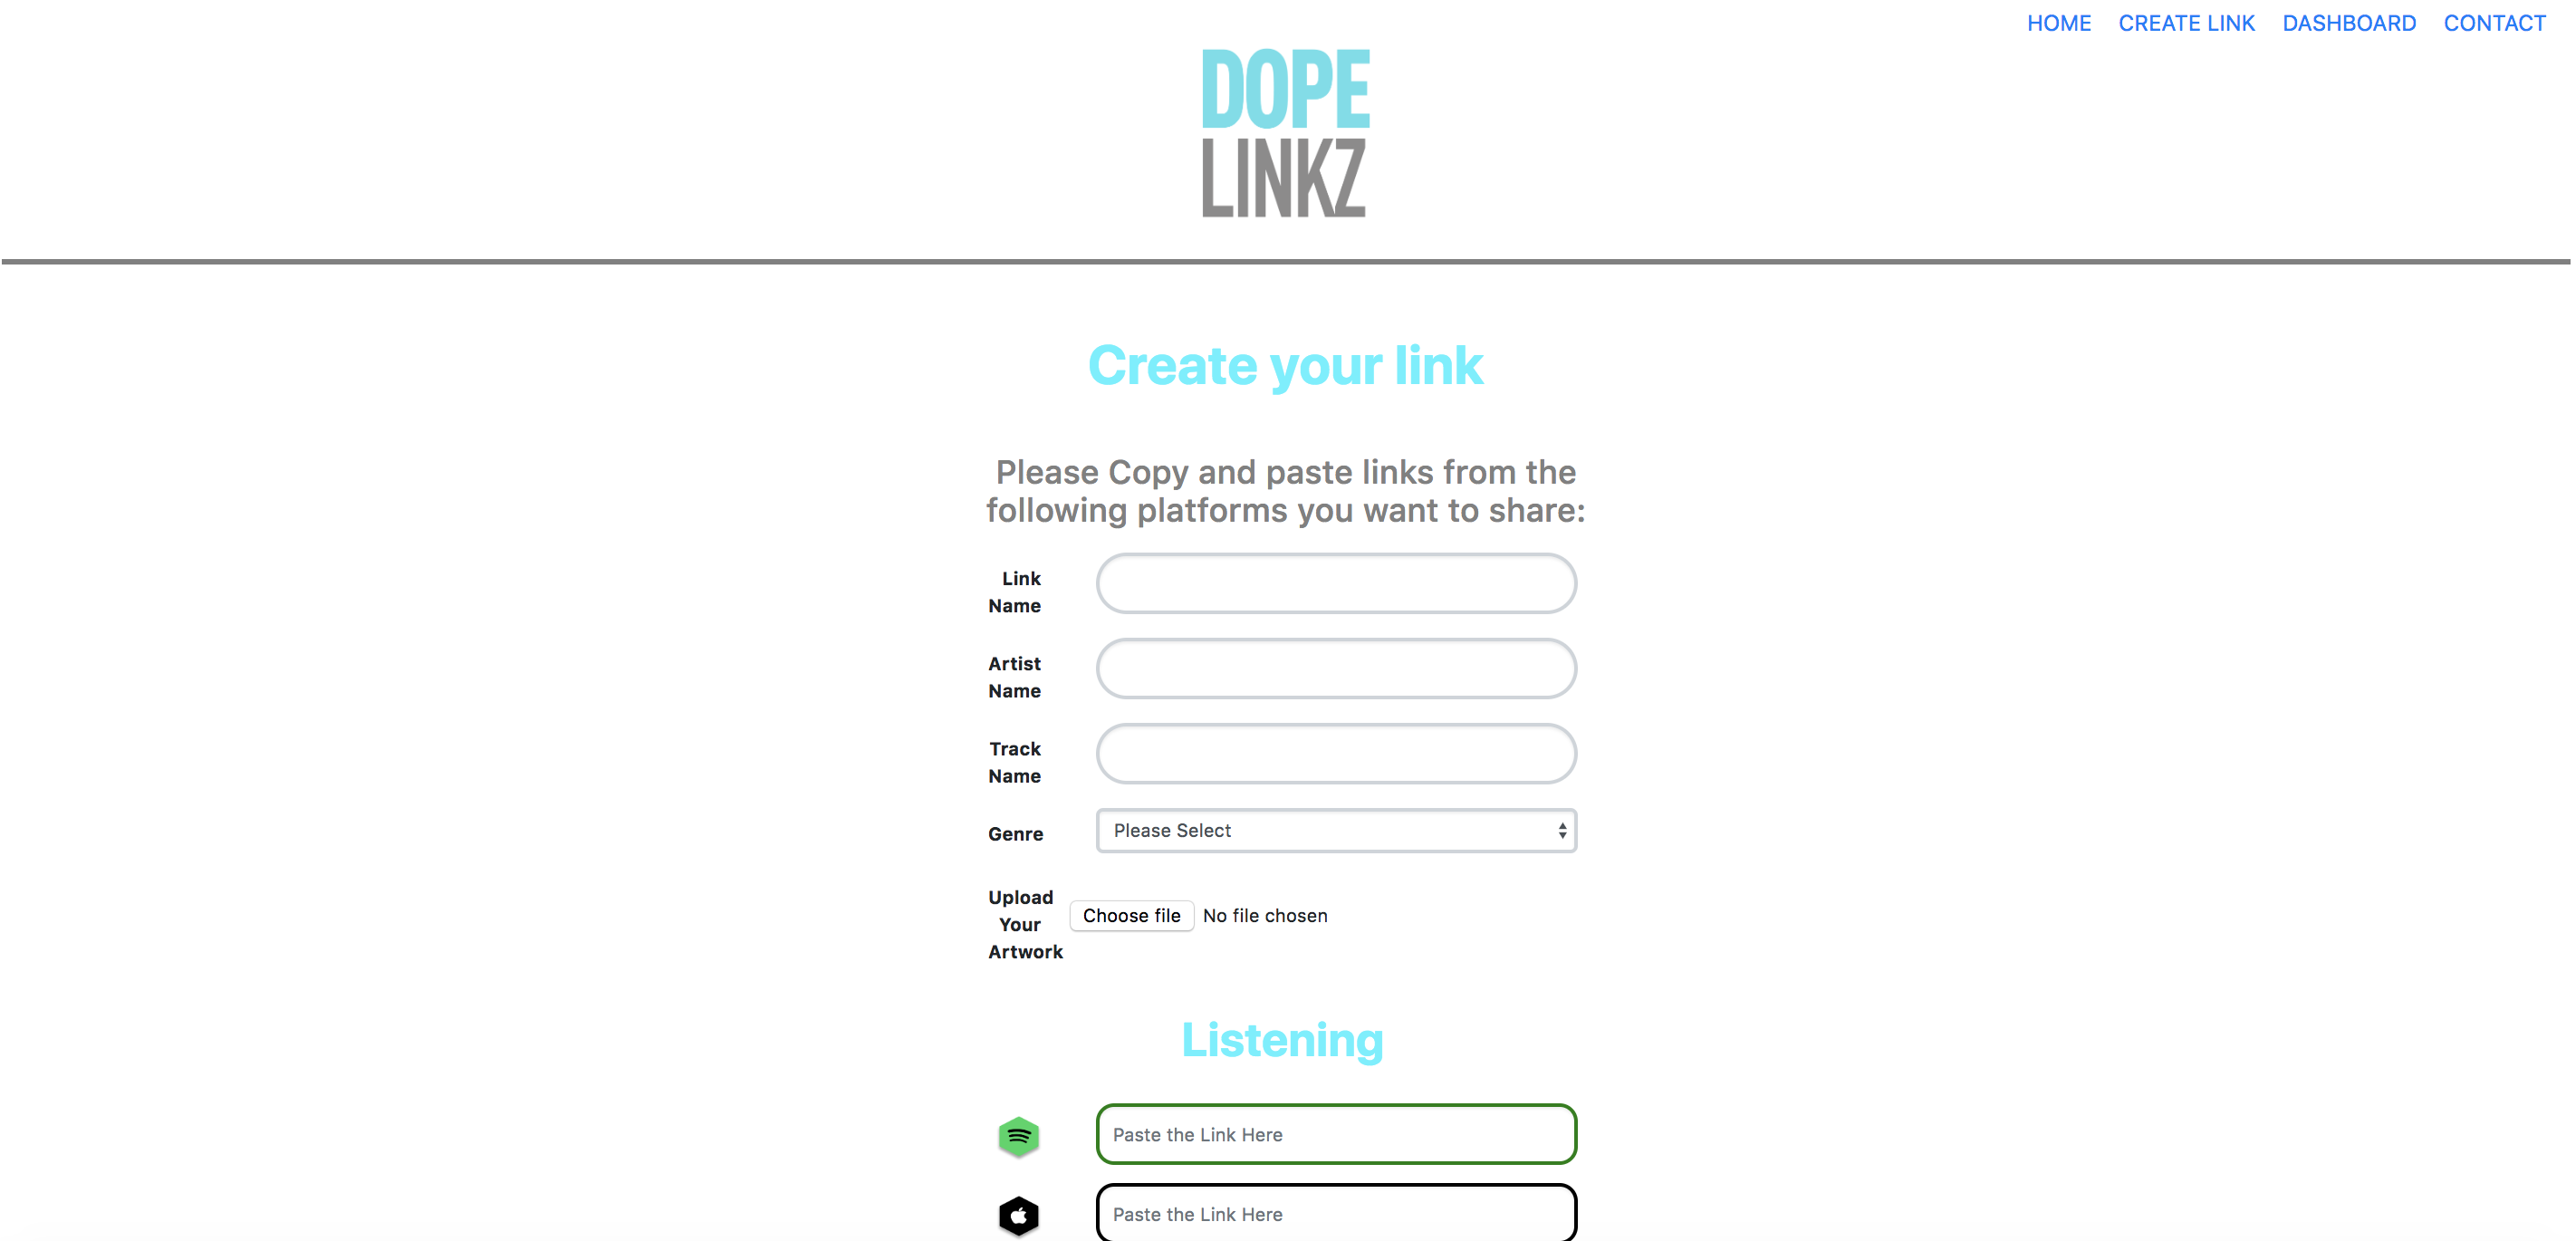 HOME CREATE LINK DASHBOARD CONTACT
DOPE
LINKZ
Create your link
Please Copy and paste links from the
following platforms you want to share:
Link
Name
Artist
Name
Track
Name
Genre Please Select
Upload
Your
Artwork
Choose file No file chosen
Listening
Paste the Link Here
Paste the Link Here